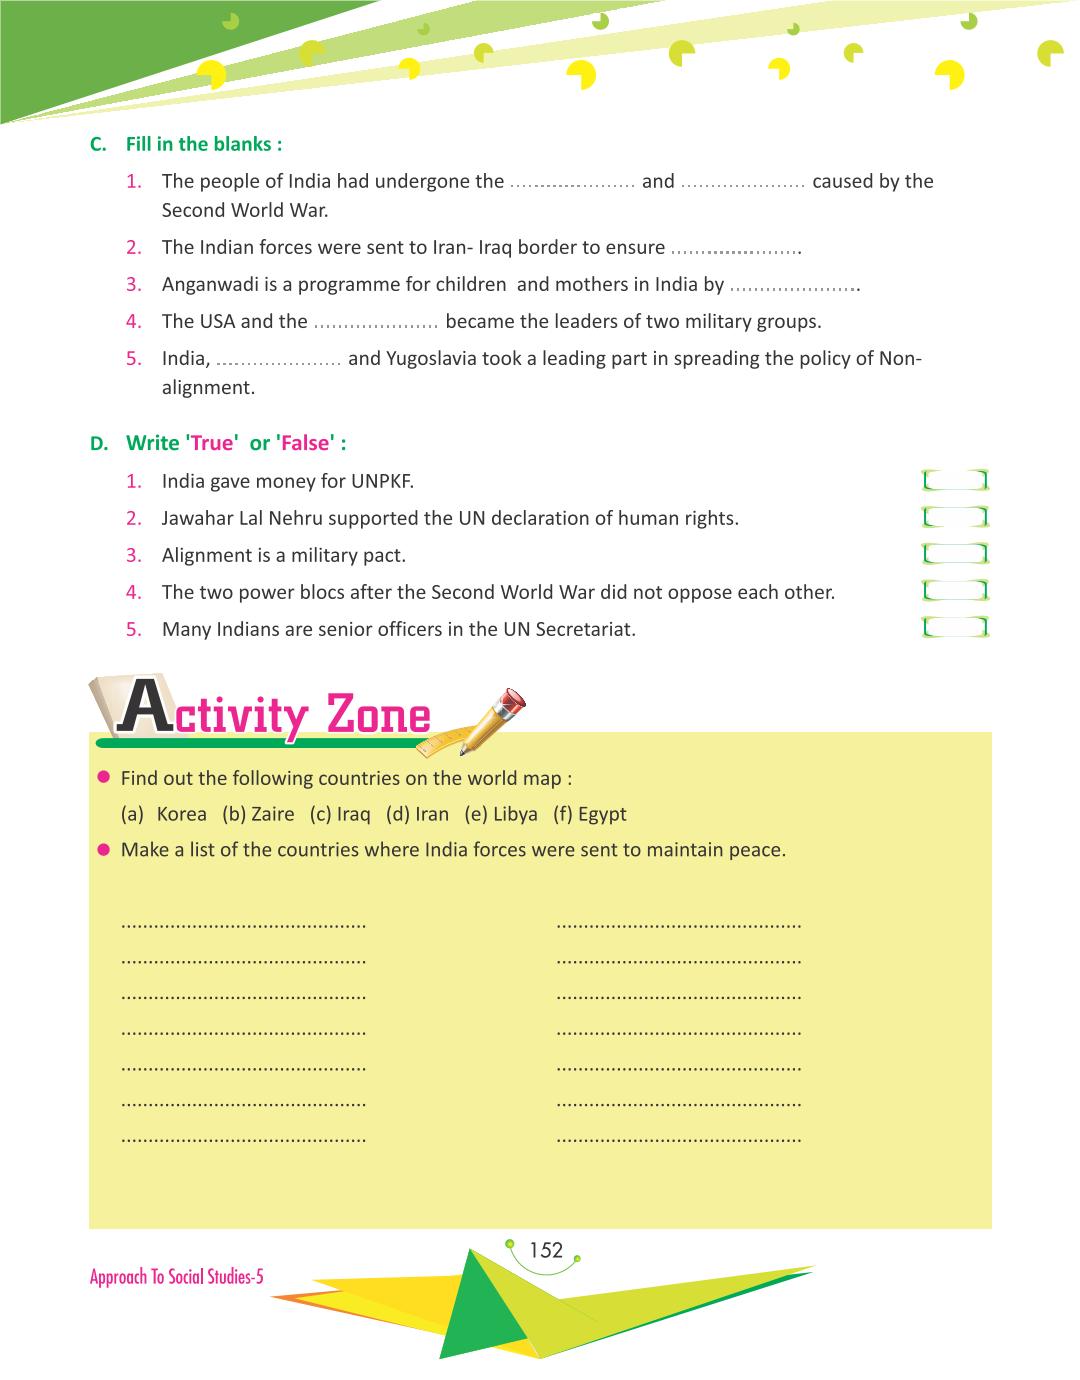 C. Fill in the blanks :
1. The people of India had undergone the ..................... and ..................... caused by the
Second World War.
2. The Indian forces were sent to Iran- Iraq border to ensure ......................
3. Anganwadi is a programme for children and mothers in India by ......................
4. The USA and the ..................... became the leaders of two military groups.
5. India, ..................... and Yugoslavia took a leading part in spreading the policy of Non-
alignment.
D. Write 'True' or 'False' :
1. India gave money for UNPKF.
2. Jawahar Lal Nehru supported the UN declaration of human rights.
3. Alignment is a military pact.
4. The two power blocs after the Second World War did not oppose each other.
5. Many Indians are senior officers in the UN Secretariat.
Activity Zone
● Find out the following countries on the world map :
(a) Korea (b) Zaire (c) Iraq (d) Iran (e) Libya (f) Egypt
● Make a list of the countries where India forces were sent to maintain peace.
............................................. .............................................
............................................. .............................................
............................................. .............................................
............................................. .............................................
............................................. .............................................
............................................. .............................................
............................................. .............................................
152
Approach To Social Studies-5